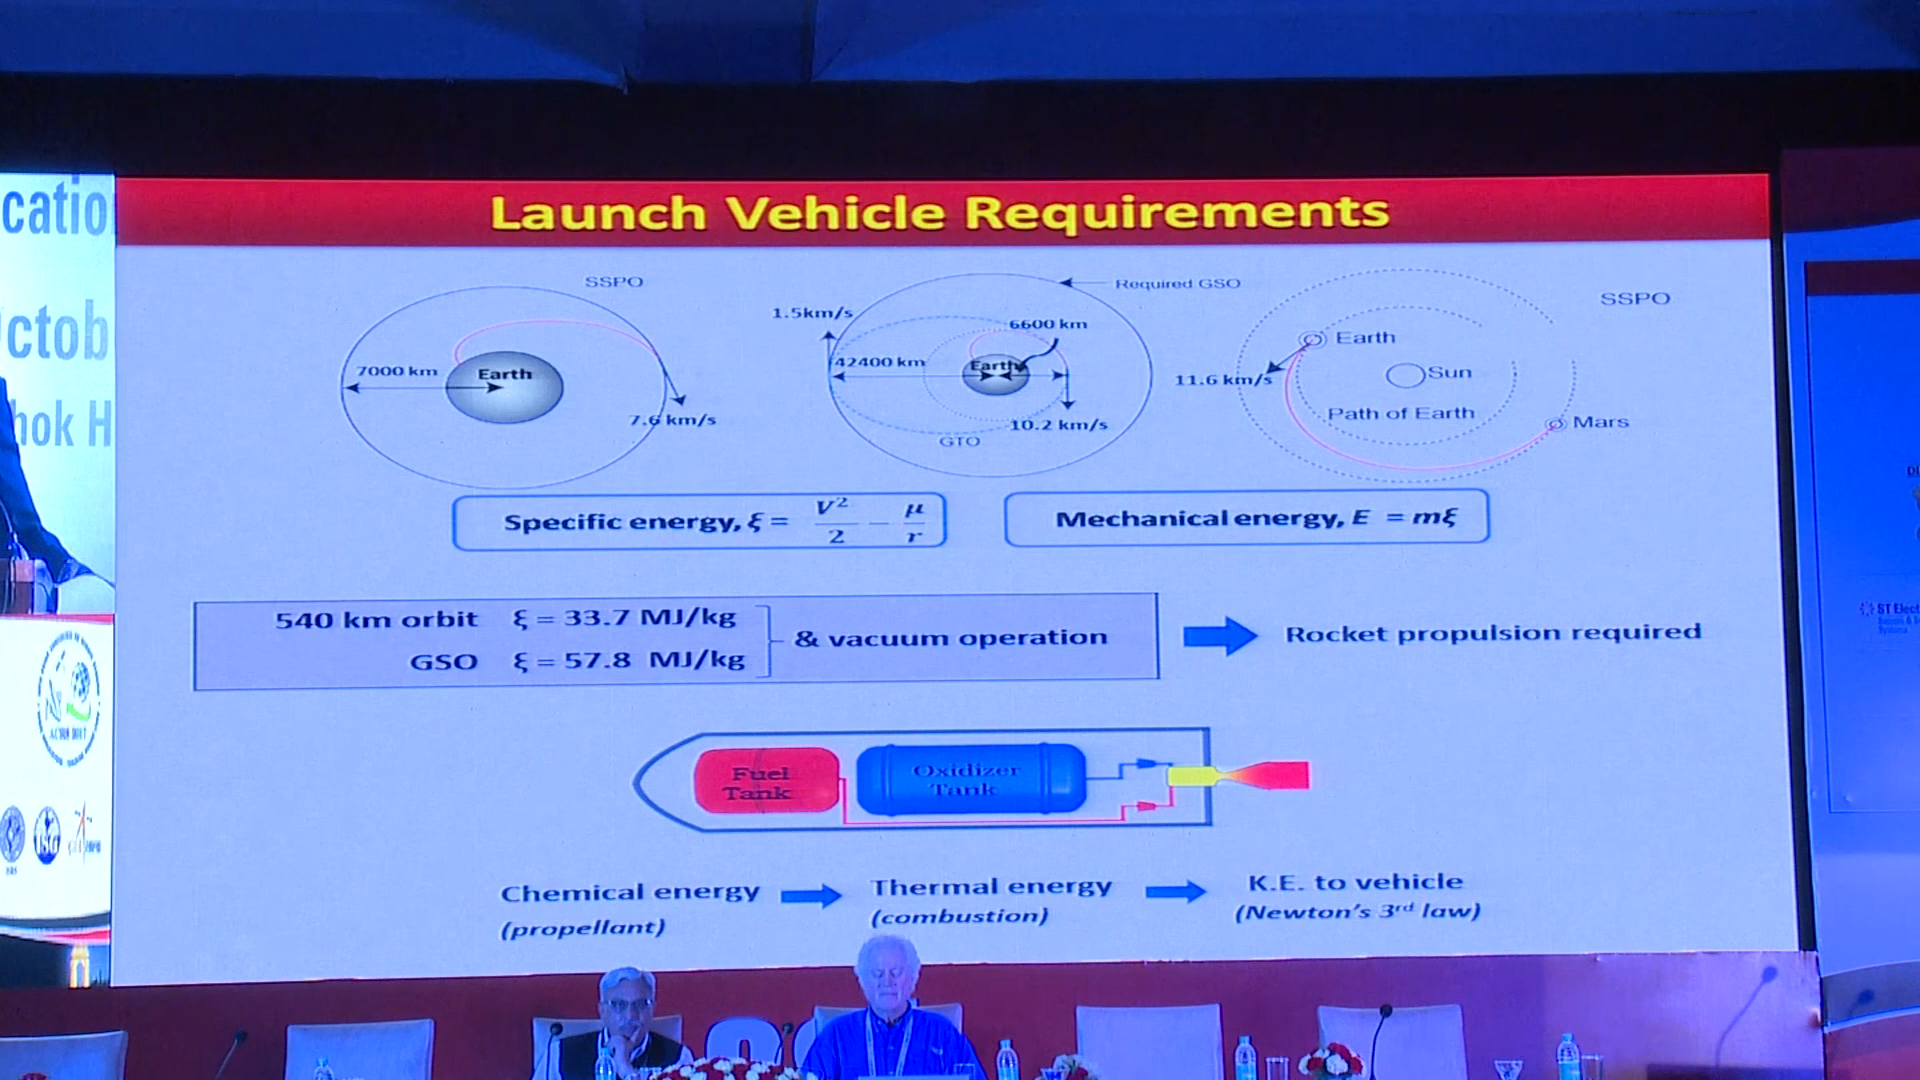 Launch Vehicle Requirements
SSPO
7000 km
Earth
7.6 km/s
Required GSO
1.5km/s
6600 km
42400 km
Earth
10.2 km/s
GTO
SSPO
Earth
Sun
11.6 km/s
Path of Earth
Mars
Specific energy, ξ = V² / 2 − μ / r
Mechanical energy, E = mξ
540 km orbit ξ = 33.7 MJ/kg
GSO ξ = 57.8 MJ/kg
& vacuum operation
Rocket propulsion required
Fuel
Tank
Oxidizer
Tank
Chemical energy
(propellant)
Thermal energy
(combustion)
K.E. to vehicle
(Newton's 3rd law)
catio
ctob
hok H
ST Elect